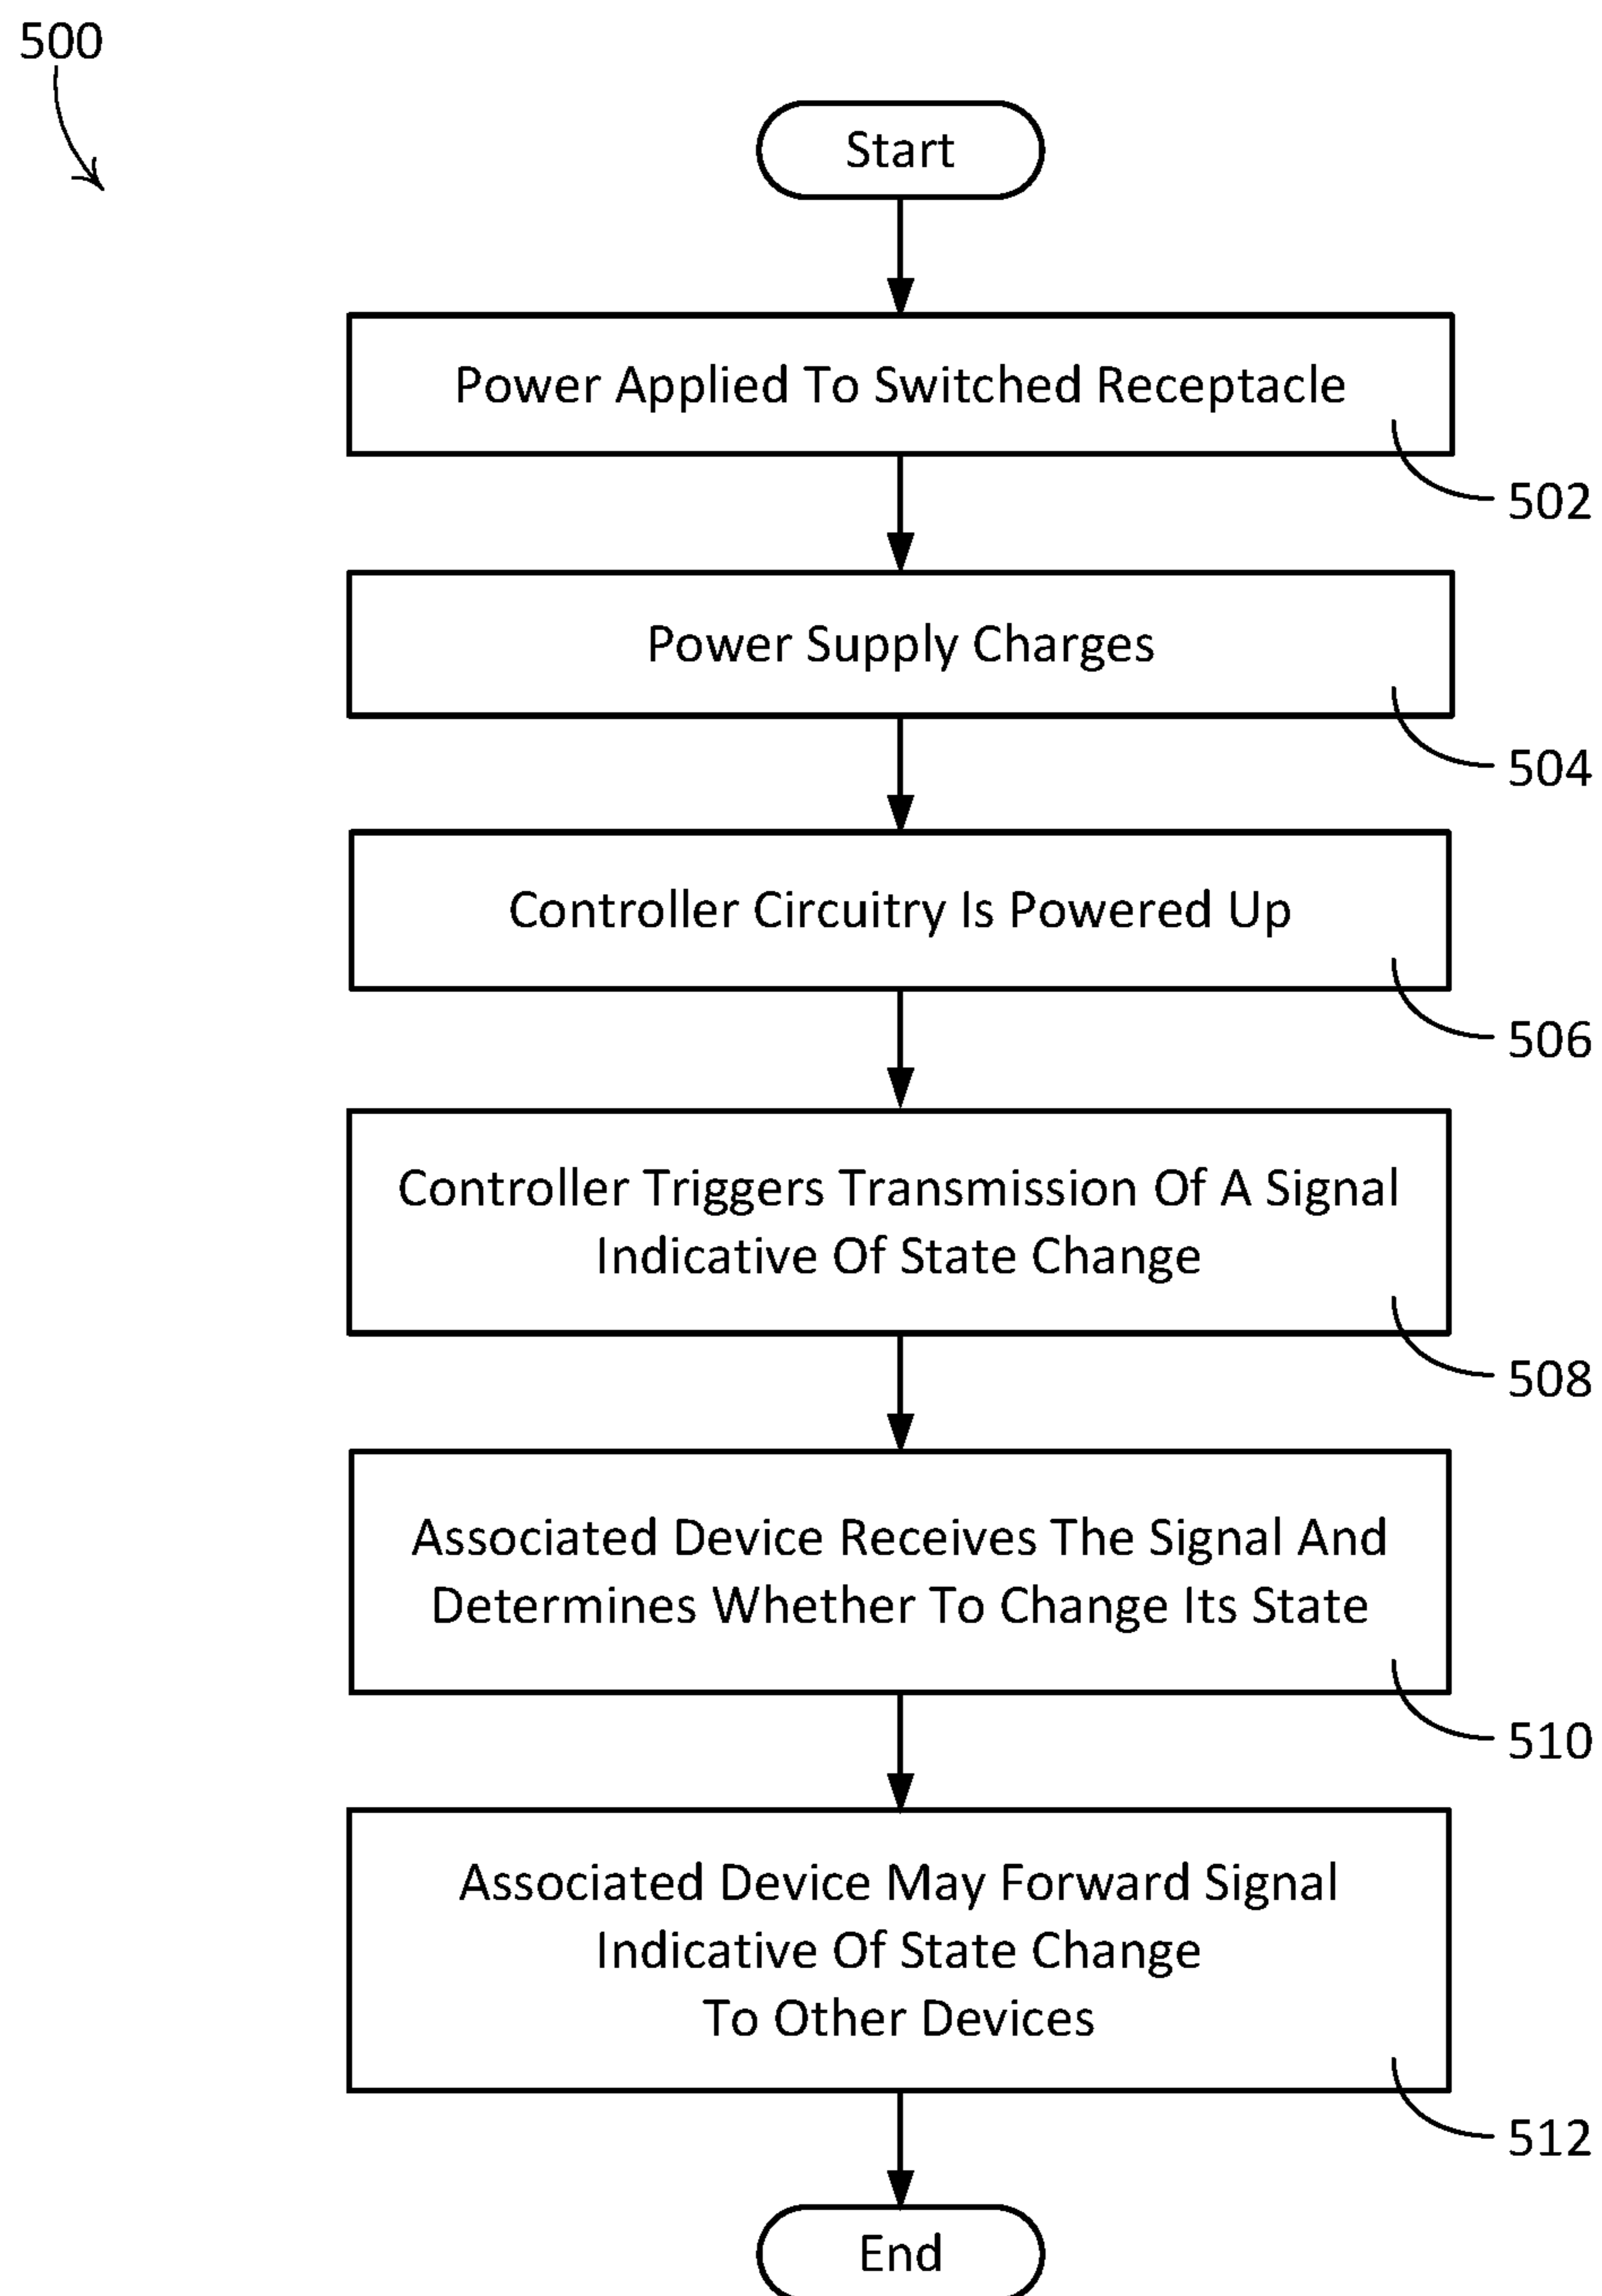 500
Start
Power Applied To Switched Receptacle
502
Power Supply Charges
504
Controller Circuitry Is Powered Up
506
Controller Triggers Transmission Of A Signal
Indicative Of State Change
508
Associated Device Receives The Signal And
Determines Whether To Change Its State
510
Associated Device May Forward Signal
Indicative Of State Change
To Other Devices
512
End